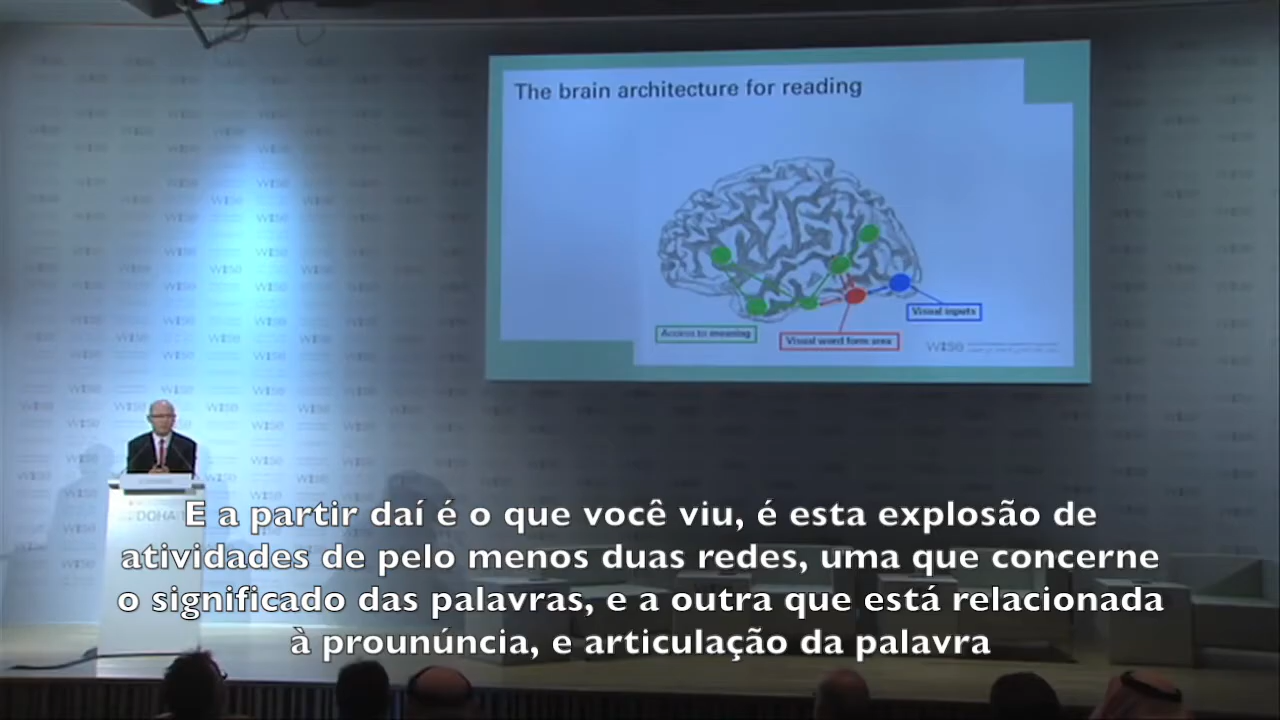 The brain architecture for reading
Visual inputs
Access to meaning
Visual word form area
WISE
DOHA
E a partir daí é o que você viu, é esta explosão de
atividades de pelo menos duas redes, uma que concerne
o significado das palavras, e a outra que está relacionada
à prounúncia, e articulação da palavra